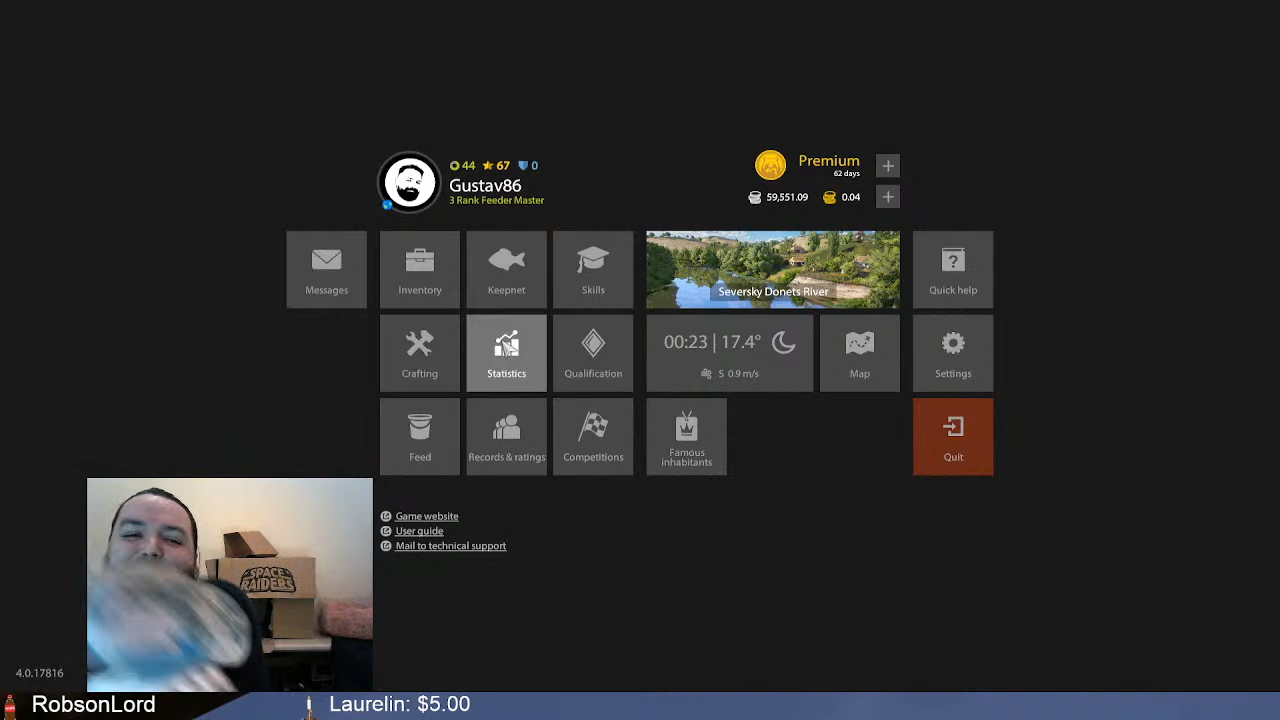 44 67 0
Gustav86
3 Rank Feeder Master
Premium
62 days
59,551.09 0.04
Messages
Inventory
Keepnet
Skills
Seversky Donets River
Quick help
Crafting
Statistics
Qualification
00:23 | 17.4°
S 0.9 m/s
Map
Settings
Feed
Records & ratings
Competitions
Famous
inhabitants
Quit
Game website
User guide
Mail to technical support
SPACE
RAIDERS
4.0.17816
RobsonLord
Laurelin: $5.00